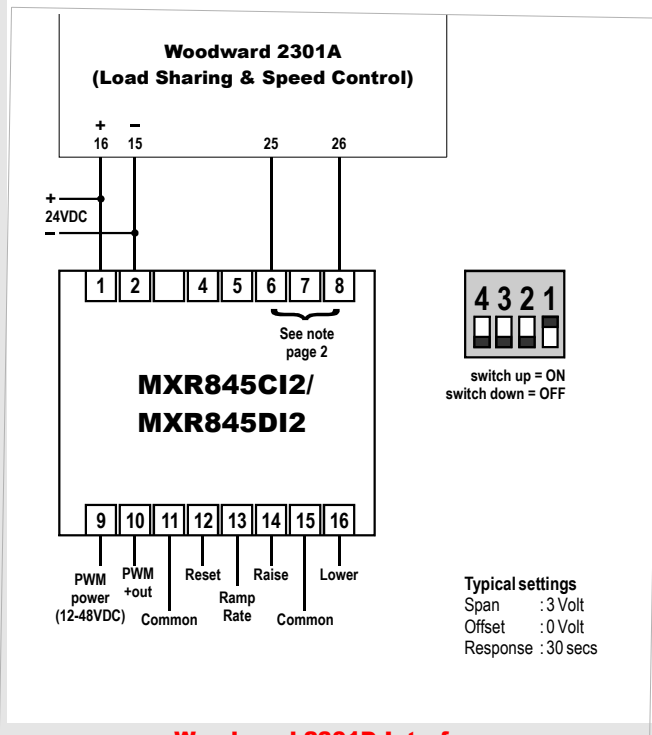 Woodward 2301A
(Load Sharing & Speed Control)
+ −
16 15 25 26
+
24VDC
−
1 2 4 5 6 7 8
See note
page 2
MXR845CI2/
MXR845DI2
4 3 2 1
switch up = ON
switch down = OFF
9 10 11 12 13 14 15 16
PWM
power
(12-48VDC)
PWM
+out
Common
Reset
Ramp
Rate
Raise
Common
Lower
Typical settings
Span : 3 Volt
Offset : 0 Volt
Response : 30 secs